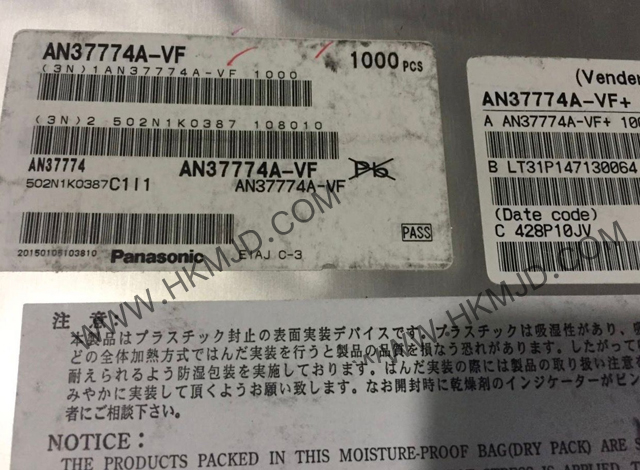 AN37774A-VF 1000 PCS
(3N)1AN37774A-VF 1000
(3N)2 502N1K0387 108010
AN37774 AN37774A-VF Pb
502N1K0387C111 AN37774A-VF
PASS
20150105103810 Panasonic EIAJ C-3
(Vender
AN37774A-VF+
A AN37774A-VF+ 100
B LT31P147130064
(Date code)
C 428P10JV
WWW.HKMJD.COM
WWW.HKMJD.COM
注 意:
本製品はプラスチック封止の表面実装デバイスです。プラスチックは吸湿性があり、
どの全体加熱方式ではんだ実装を行うと製品の品質を損なう恐れがあります。したがって
耐えられるよう防湿包装を実施しております。はんだ実装の際には製品の取り扱い注意
みやかに実装して頂くようお願い致します。なお開封時に乾燥剤のインジケーターがピン
者にご相談下さい。
NOTICE:
THE PRODUCTS PACKED IN THIS MOISTURE-PROOF BAG(DRY PACK) ARE